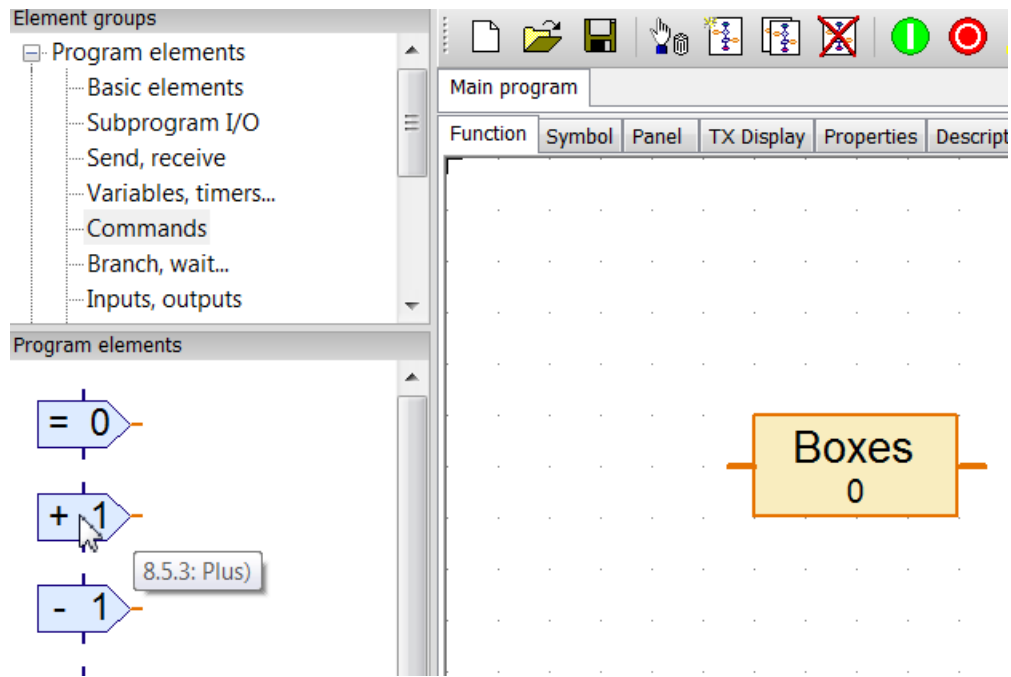 Element groups
Program elements
Basic elements
Subprogram I/O
Send, receive
Variables, timers...
Commands
Branch, wait...
Inputs, outputs
Program elements
= 0
+ 1
8.5.3: Plus)
- 1
Main program
Function Symbol Panel TX Display Properties Descript
Boxes
0